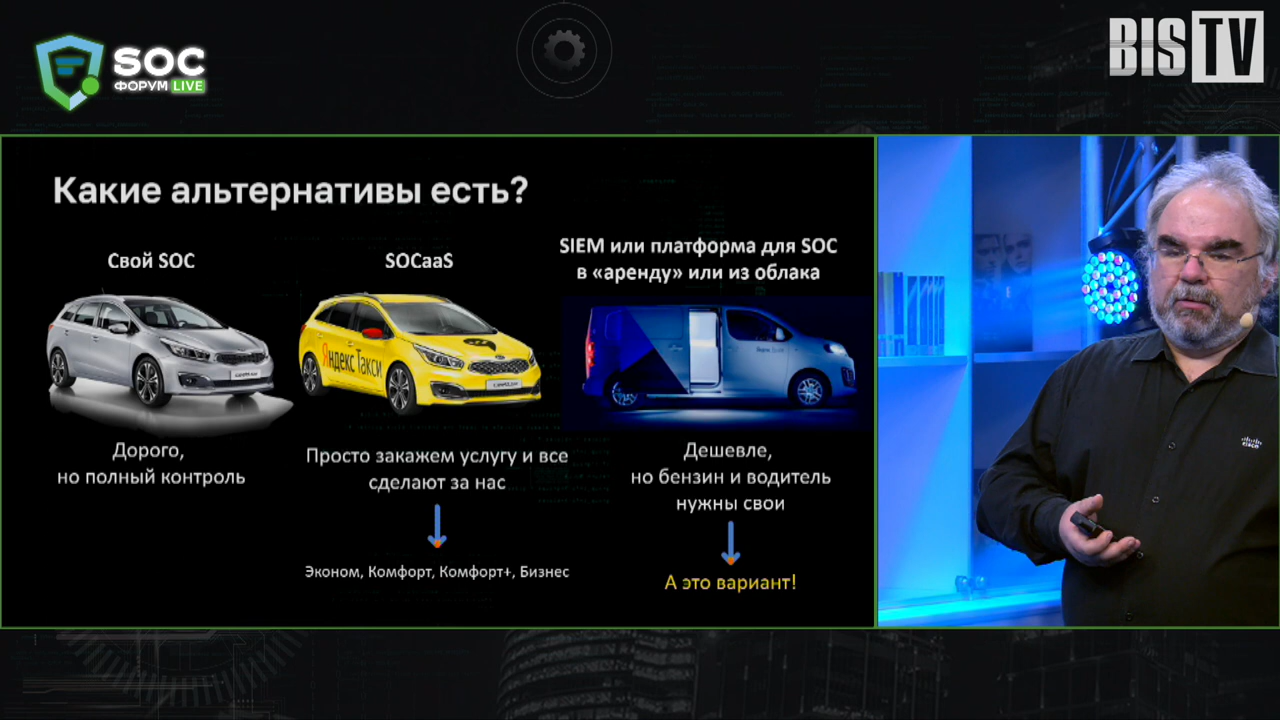 SOC
ФОРУМ LIVE
BIS TV
Какие альтернативы есть?
Свой SOC
Дорого,
но полный контроль
SOCaaS
Яндекс Такси
Просто закажем услугу и все
сделают за нас
Эконом, Комфорт, Комфорт+, Бизнес
SIEM или платформа для SOC
в «аренду» или из облака
Дешевле,
но бензин и водитель
нужны свои
А это вариант!
CISCO